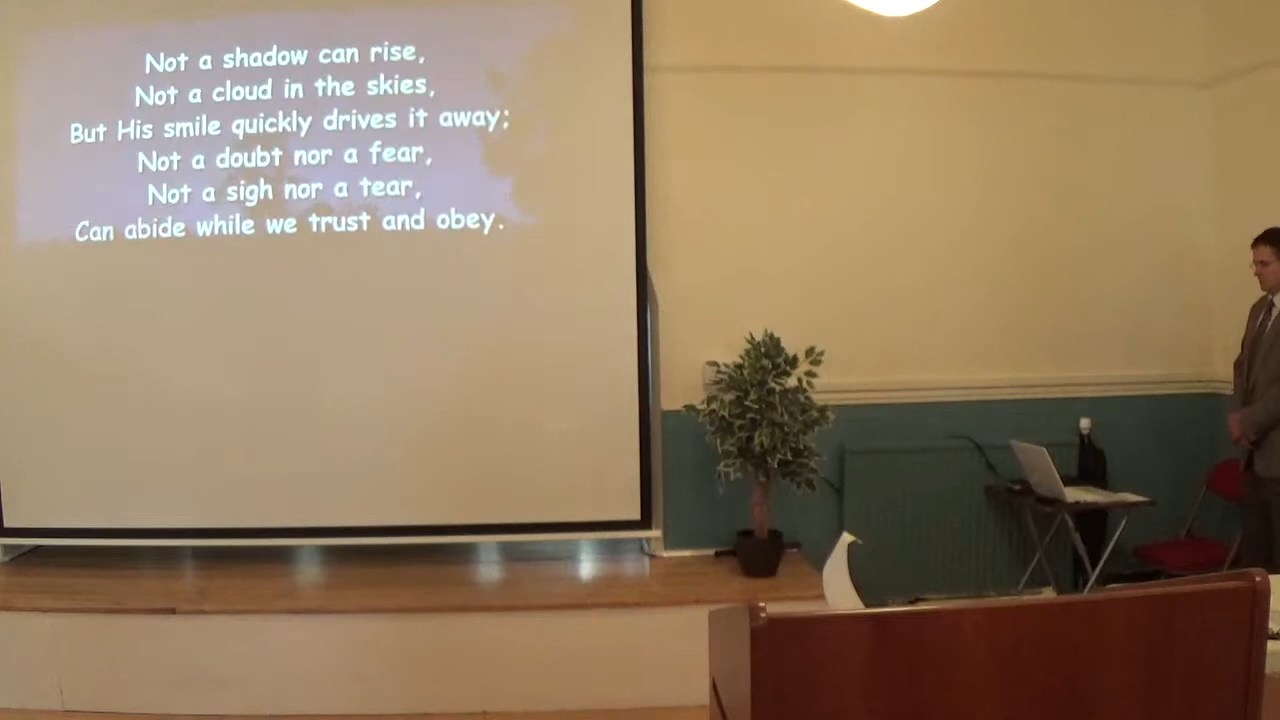 Not a shadow can rise,
Not a cloud in the skies,
But His smile quickly drives it away;
Not a doubt nor a fear,
Not a sigh nor a tear,
Can abide while we trust and obey.